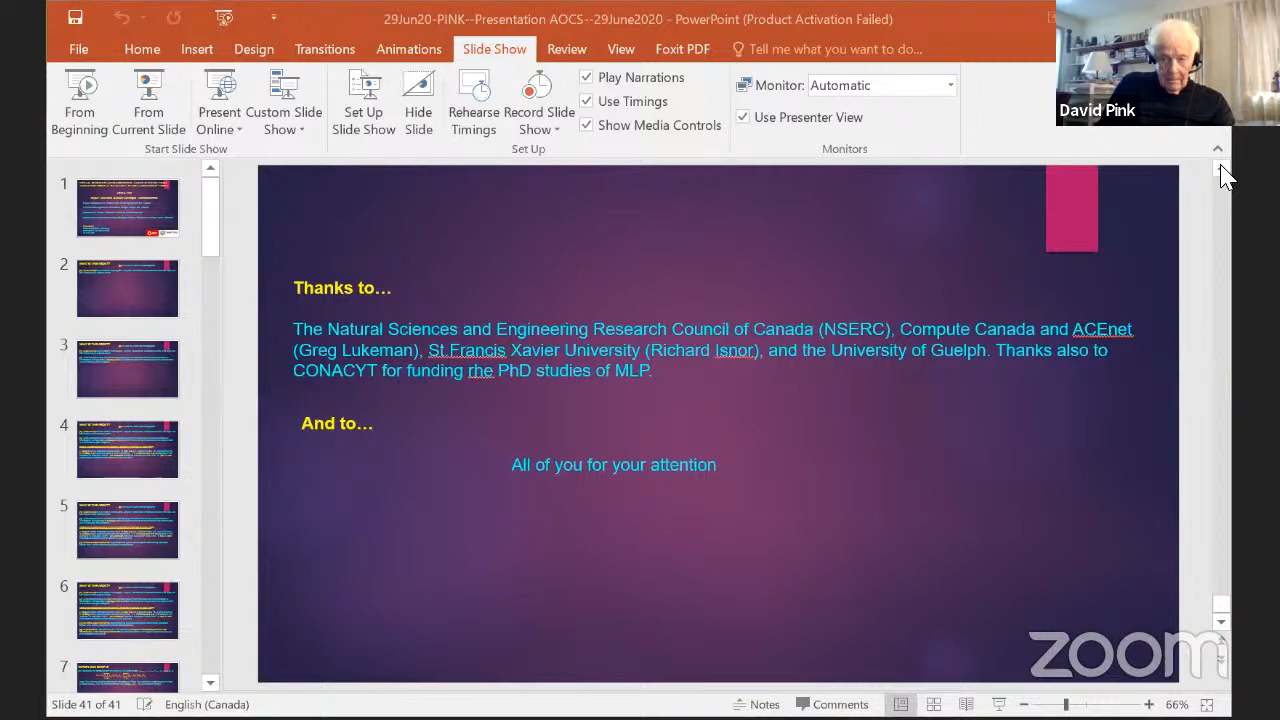 29Jun20-PINK--Presentation AOCS--29June2020 - PowerPoint (Product Activation Failed)
File Home Insert Design Transitions Animations Slide Show Review View Foxit PDF Tell me what you want to do...
From Beginning
From Current Slide
Present Online
Custom Slide Show
Start Slide Show
Set Up Slide Show
Hide Slide
Rehearse Timings
Record Slide Show
Play Narrations
Use Timings
Show Media Controls
Set Up
Monitor: Automatic
Use Presenter View
Monitors
David Pink
1
2
3
4
5
6
7
Thanks to…
The Natural Sciences and Engineering Research Council of Canada (NSERC), Compute Canada and ACEnet
(Greg Lukeman), St.Francis Xavier University (Richard Isnor), University of Guelph. Thanks also to
CONACYT for funding rhe PhD studies of MLP.
And to…
All of you for your attention
zoom
Slide 41 of 41 English (Canada) Notes Comments 66%